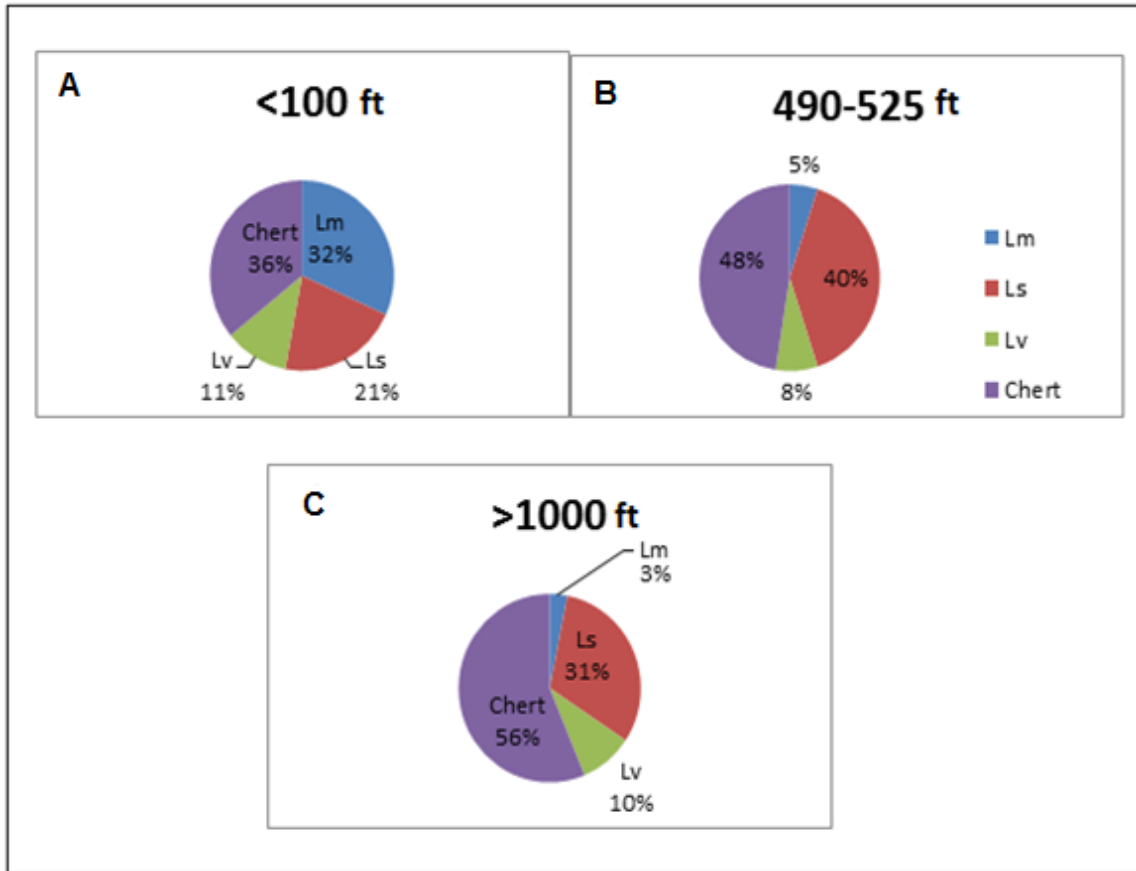 A
<100 ft
Chert
36%
Lm
32%
Lv
11%
Ls
21%
B
490-525 ft
5%
48%
40%
8%
Lm
Ls
Lv
Chert
C
>1000 ft
Lm
3%
Ls
31%
Chert
56%
Lv
10%